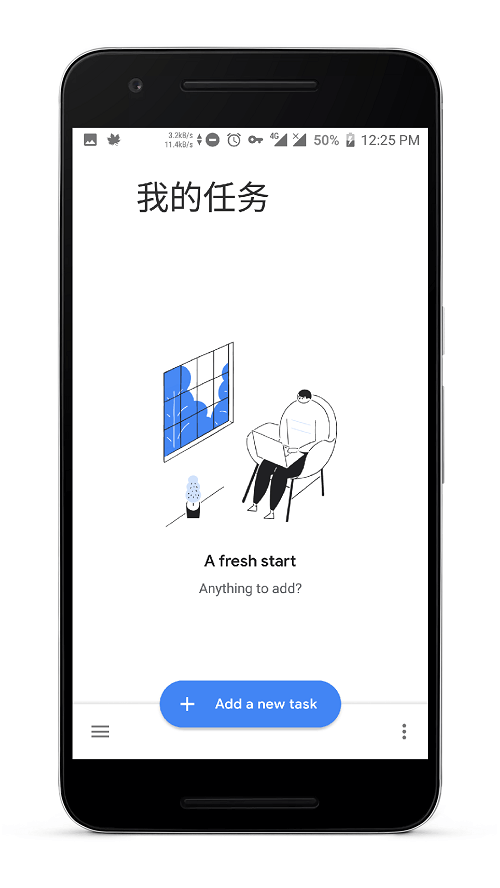 3.2kB/s
11.4kB/s
4G
50%
12:25 PM
我的任务
A fresh start
Anything to add?
Add a new task